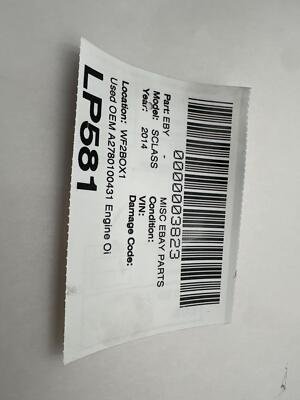 0000003823
Part: EBY - MISC EBAY PARTS
Model: SCLASS Condition:
Year: 2014 VIN:
Damage Code:
Location: WF2BOX1
Used OEM A2780100431 Engine Oi
LP581